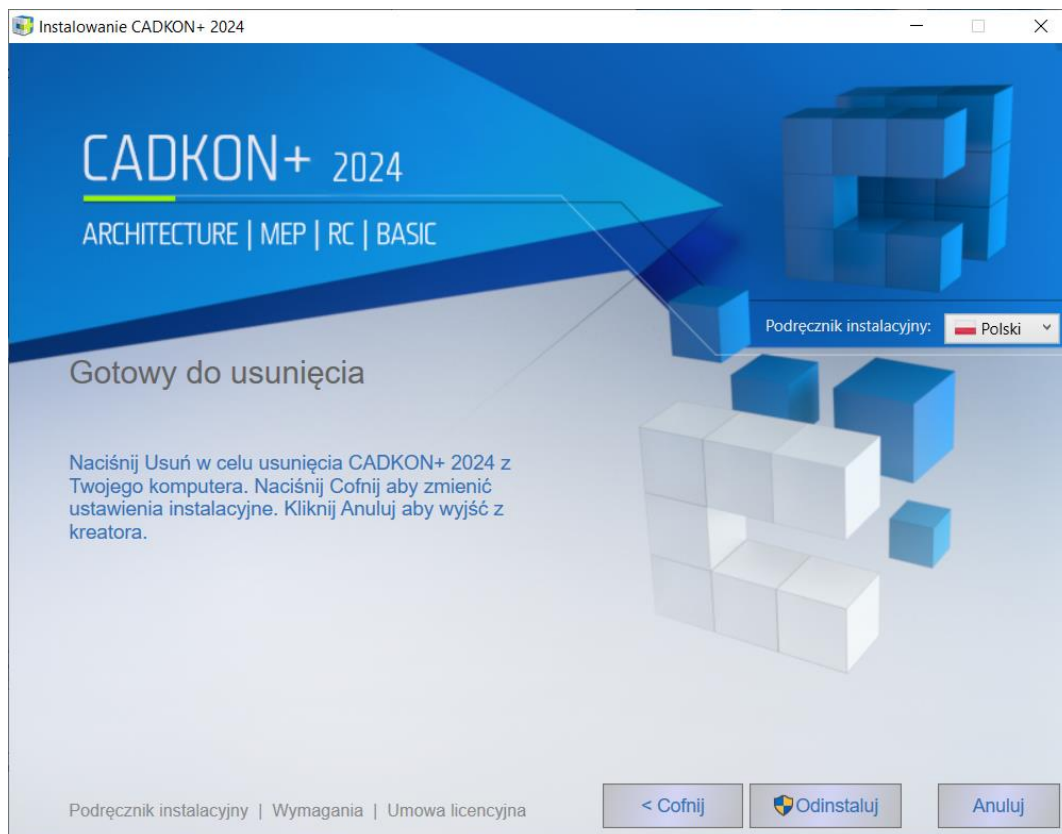 Instalowanie CADKON+ 2024
CADKON+ 2024
ARCHITECTURE | MEP | RC | BASIC
Podręcznik instalacyjny:
Polski
Gotowy do usunięcia
Naciśnij Usuń w celu usunięcia CADKON+ 2024 z
Twojego komputera. Naciśnij Cofnij aby zmienić
ustawienia instalacyjne. Kliknij Anuluj aby wyjść z
kreatora.
Podręcznik instalacyjny | Wymagania | Umowa licencyjna
< Cofnij
Odinstaluj
Anuluj